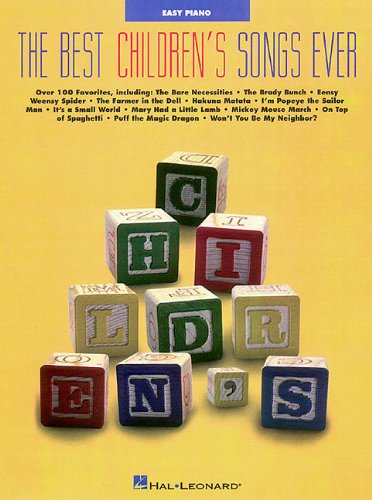 EASY PIANO
THE BEST CHILDREN'S SONGS EVER
Over 100 Favorites, including: The Bare Necessities • The Brady Bunch • Eensy
Weensy Spider • The Farmer in the Dell • Hakuna Matata • I'm Popeye the Sailor
Man • It's a Small World • Mary Had a Little Lamb • Mickey Mouse March • On Top
of Spaghetti • Puff the Magic Dragon • Won't You Be My Neighbor?
C
H I
L D R
E N ' S
HAL•LEONARD®